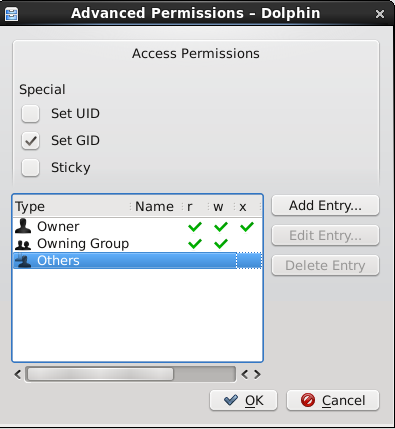 Advanced Permissions – Dolphin
Access Permissions
Special
Set UID
Set GID
Sticky
Type Name r w x
Owner
Owning Group
Others
Add Entry...
Edit Entry...
Delete Entry
OK
Cancel